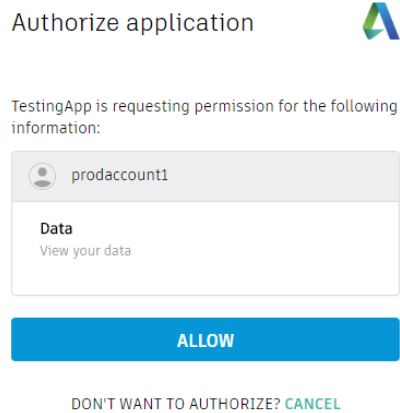 Authorize application
TestingApp is requesting permission for the following
information:
prodaccount1
Data
View your data
ALLOW
DON'T WANT TO AUTHORIZE? CANCEL